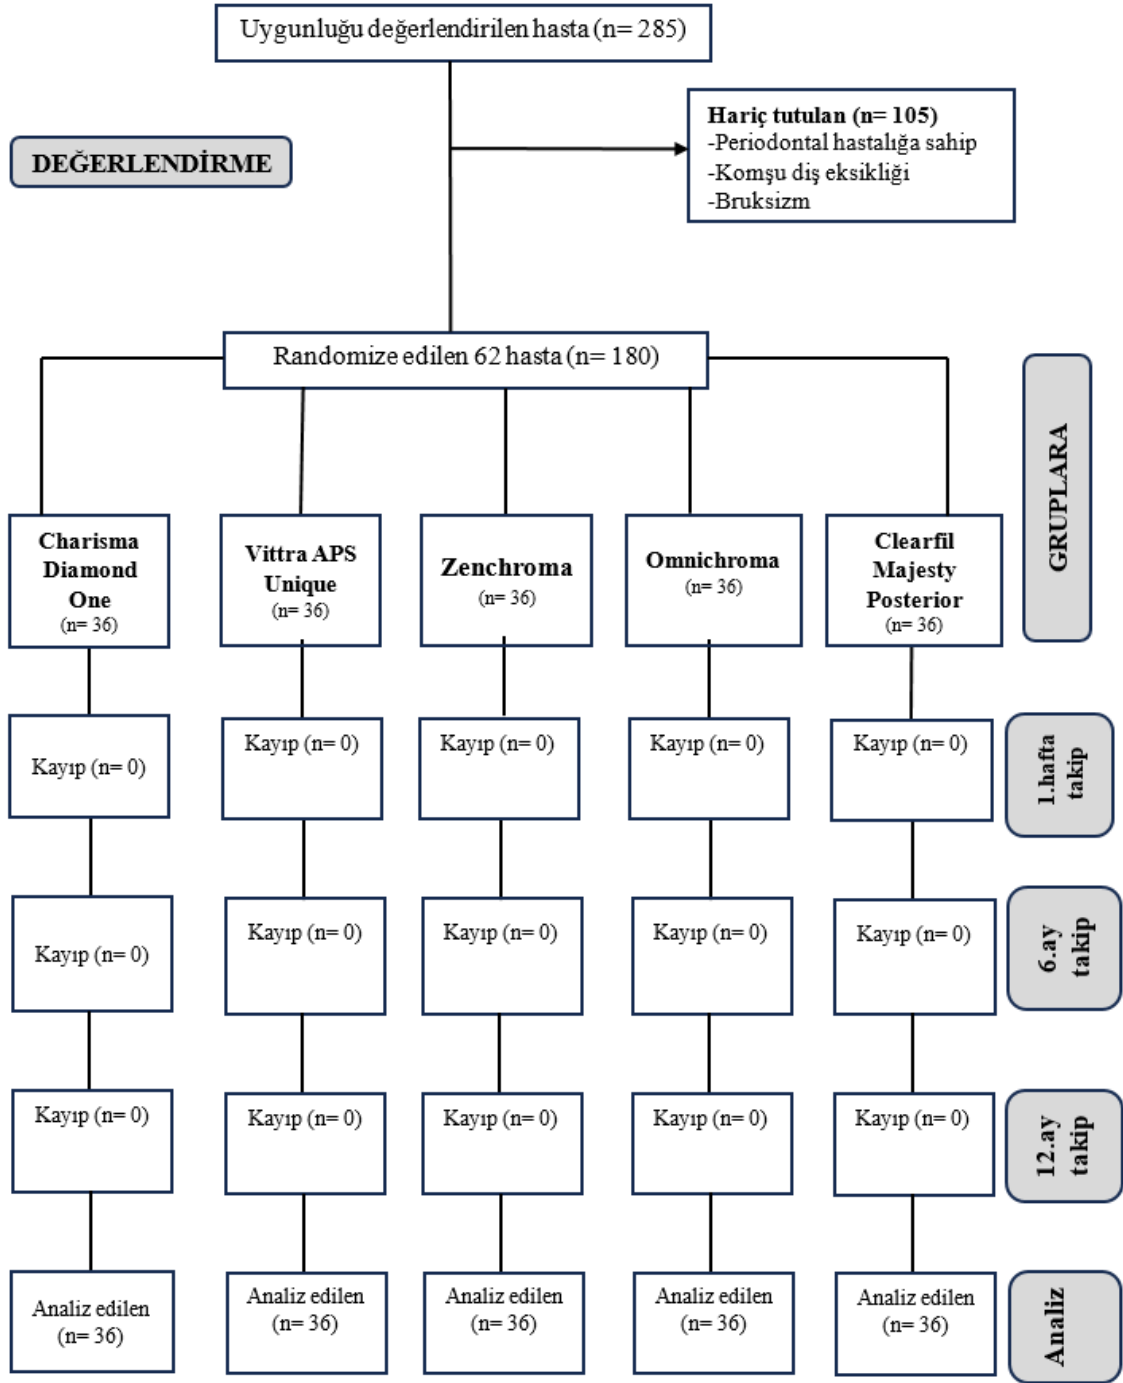 Uygunluğu değerlendirilen hasta (n= 285)
Hariç tutulan (n= 105)
-Periodontal hastalığa sahip
-Komşu diş eksikliği
-Bruksizm
DEĞERLENDİRME
Randomize edilen 62 hasta (n= 180)
GRUPLARA
Charisma
Diamond
One
(n= 36)
Vittra APS
Unique
(n= 36)
Zenchroma
(n= 36)
Omnichroma
(n= 36)
Clearfil
Majesty
Posterior
(n= 36)
Kayıp (n= 0)
Kayıp (n= 0)
Kayıp (n= 0)
Kayıp (n= 0)
Kayıp (n= 0)
1.hafta
takip
Kayıp (n= 0)
Kayıp (n= 0)
Kayıp (n= 0)
Kayıp (n= 0)
Kayıp (n= 0)
6.ay
takip
Kayıp (n= 0)
Kayıp (n= 0)
Kayıp (n= 0)
Kayıp (n= 0)
Kayıp (n= 0)
12.ay
takip
Analiz edilen
(n= 36)
Analiz edilen
(n= 36)
Analiz edilen
(n= 36)
Analiz edilen
(n= 36)
Analiz edilen
(n= 36)
Analiz